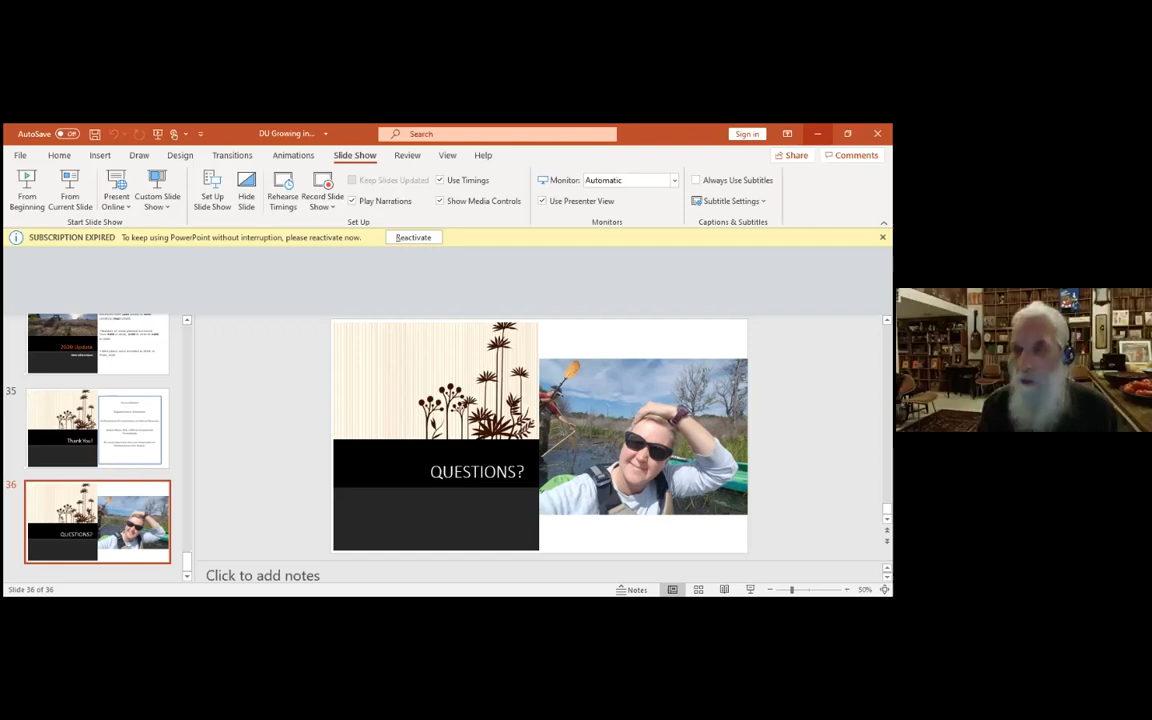 AutoSave Off DU Growing in... Search Sign in
File Home Insert Draw Design Transitions Animations Slide Show Review View Help Share Comments
From Beginning
From Current Slide
Present Online
Custom Slide Show
Start Slide Show
Set Up Slide Show
Hide Slide
Rehearse Timings
Record Slide Show
Keep Slides Updated
Use Timings
Play Narrations
Show Media Controls
Set Up
Monitor: Automatic
Use Presenter View
Monitors
Always Use Subtitles
Subtitle Settings
Captions & Subtitles
SUBSCRIPTION EXPIRED To keep using PowerPoint without interruption, please reactivate now. Reactivate
2020 Update
35
Thank You!
36
QUESTIONS?
QUESTIONS?
Click to add notes
Slide 36 of 36 Notes 50%